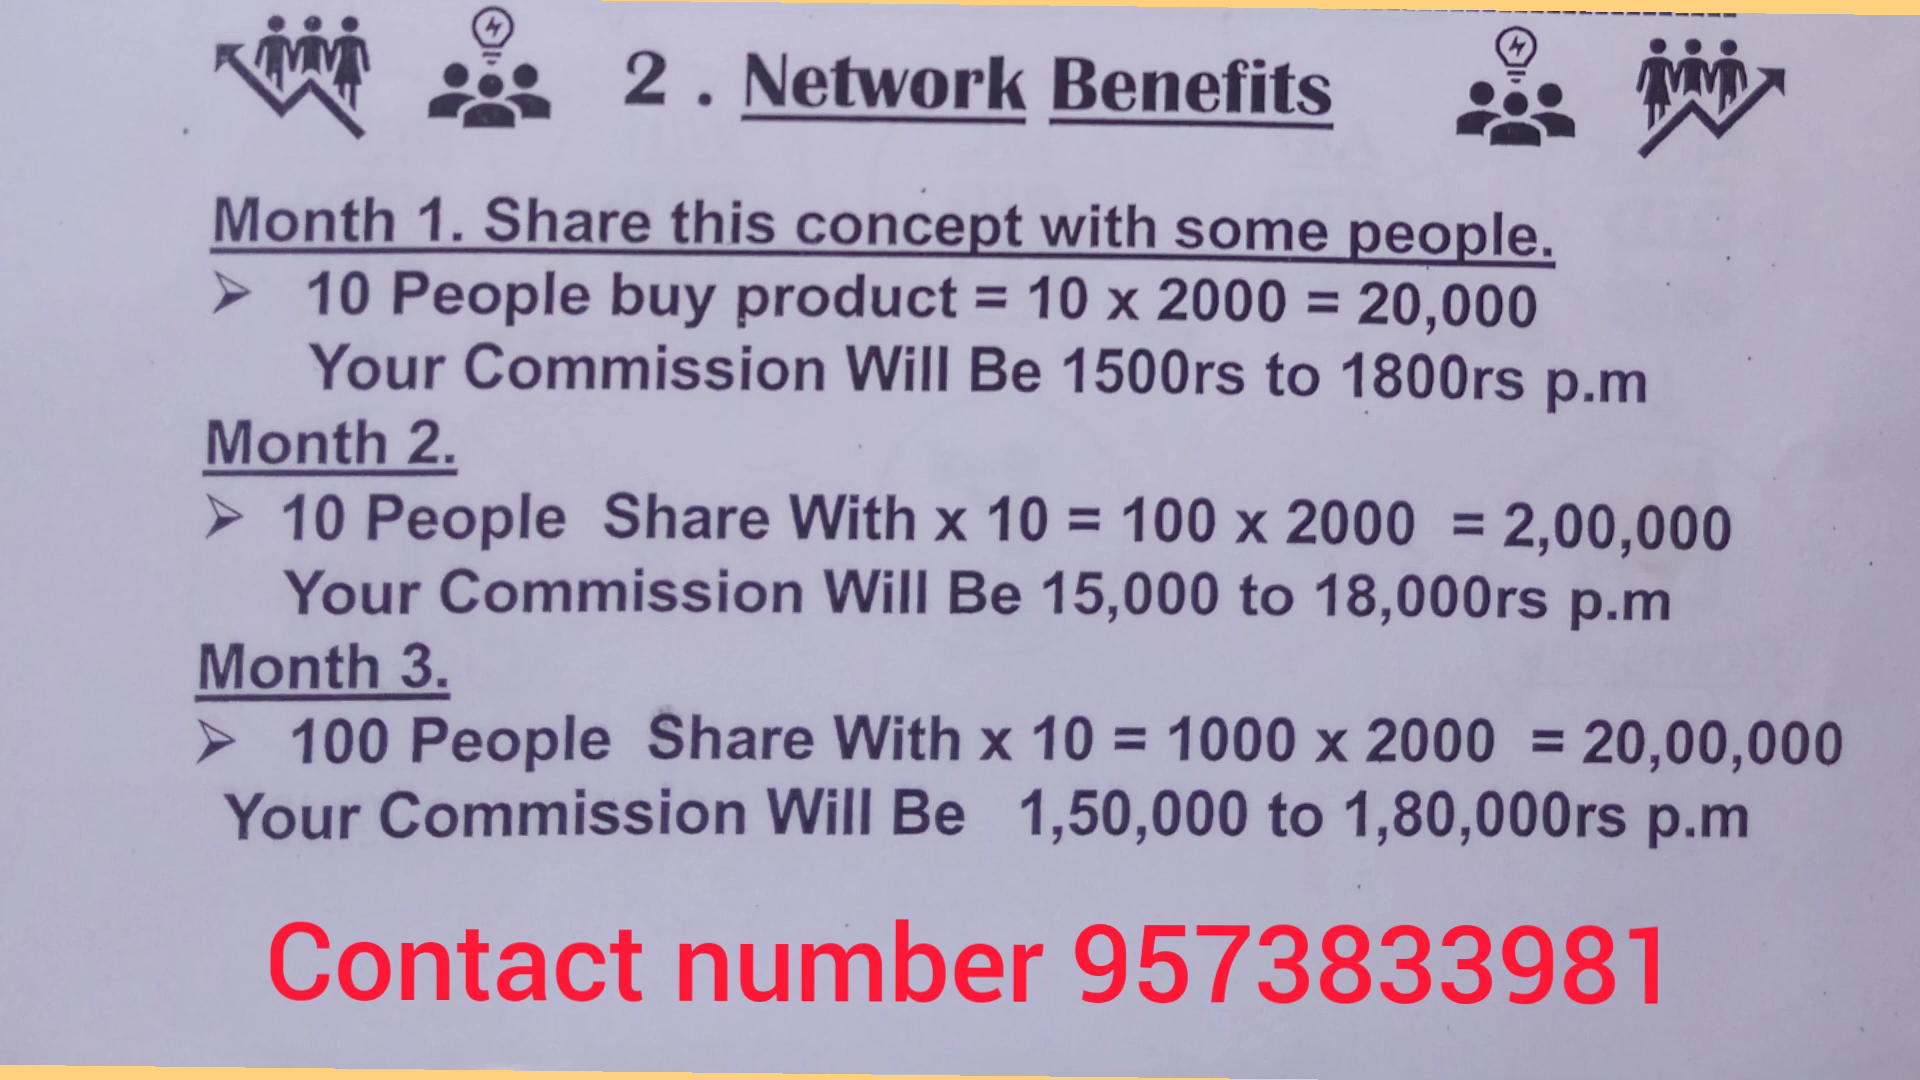 2 . Network Benefits
Month 1. Share this concept with some people.
➢ 10 People buy product = 10 x 2000 = 20,000
Your Commission Will Be 1500rs to 1800rs p.m
Month 2.
➢ 10 People Share With x 10 = 100 x 2000 = 2,00,000
Your Commission Will Be 15,000 to 18,000rs p.m
Month 3.
➢ 100 People Share With x 10 = 1000 x 2000 = 20,00,000
Your Commission Will Be 1,50,000 to 1,80,000rs p.m
Contact number 9573833981